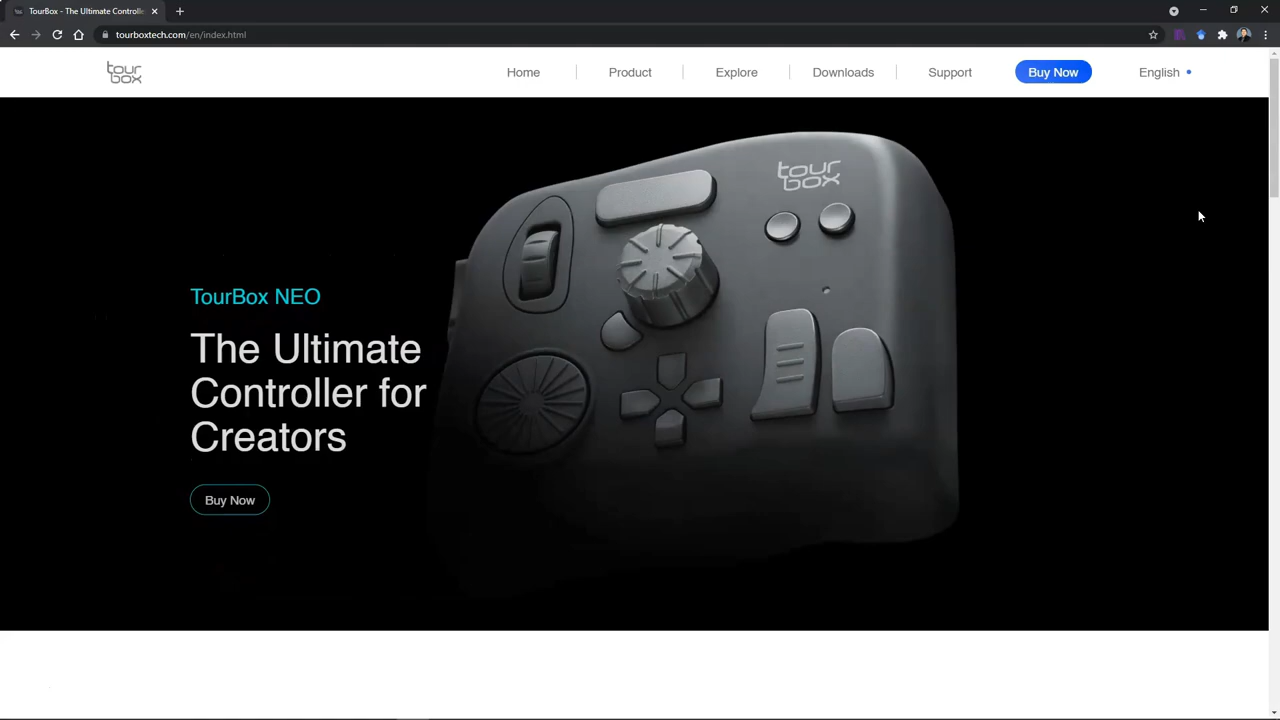 TourBox - The Ultimate Controlle
tourboxtech.com/en/index.html
tour
box
Home
Product
Explore
Downloads
Support
Buy Now
English
tour
box
TourBox NEO
The Ultimate
Controller for
Creators
Buy Now